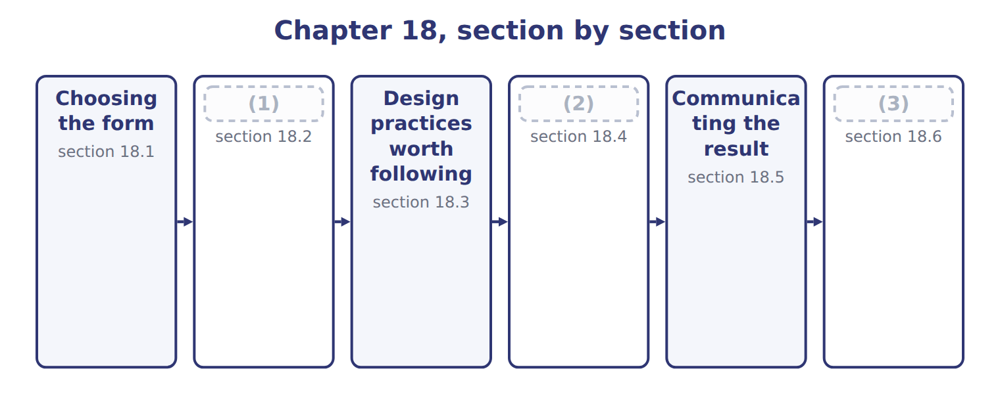 Chapter 18, section by section
Choosing
the form
section 18.1
(1)
section 18.2
Design
practices
worth
following
section 18.3
(2)
section 18.4
Communica
ting the
result
section 18.5
(3)
section 18.6